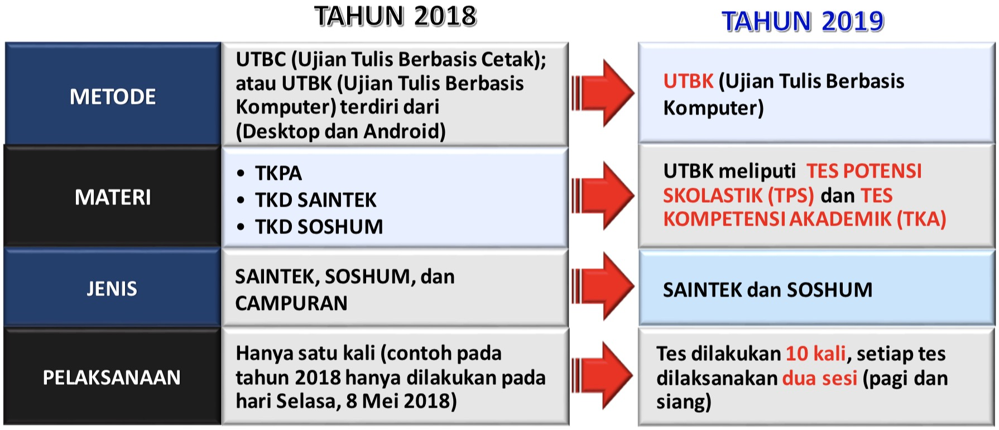 TAHUN 2018
TAHUN 2019
METODE
UTBC (Ujian Tulis Berbasis Cetak);
atau UTBK (Ujian Tulis Berbasis
Komputer) terdiri dari
(Desktop dan Android)
UTBK (Ujian Tulis Berbasis
Komputer)
MATERI
• TKPA
• TKD SAINTEK
• TKD SOSHUM
UTBK meliputi TES POTENSI
SKOLASTIK (TPS) dan TES
KOMPETENSI AKADEMIK (TKA)
JENIS
SAINTEK, SOSHUM, dan
CAMPURAN
SAINTEK dan SOSHUM
PELAKSANAAN
Hanya satu kali (contoh pada
tahun 2018 hanya dilakukan pada
hari Selasa, 8 Mei 2018)
Tes dilakukan 10 kali, setiap tes
dilaksanakan dua sesi (pagi dan
siang)